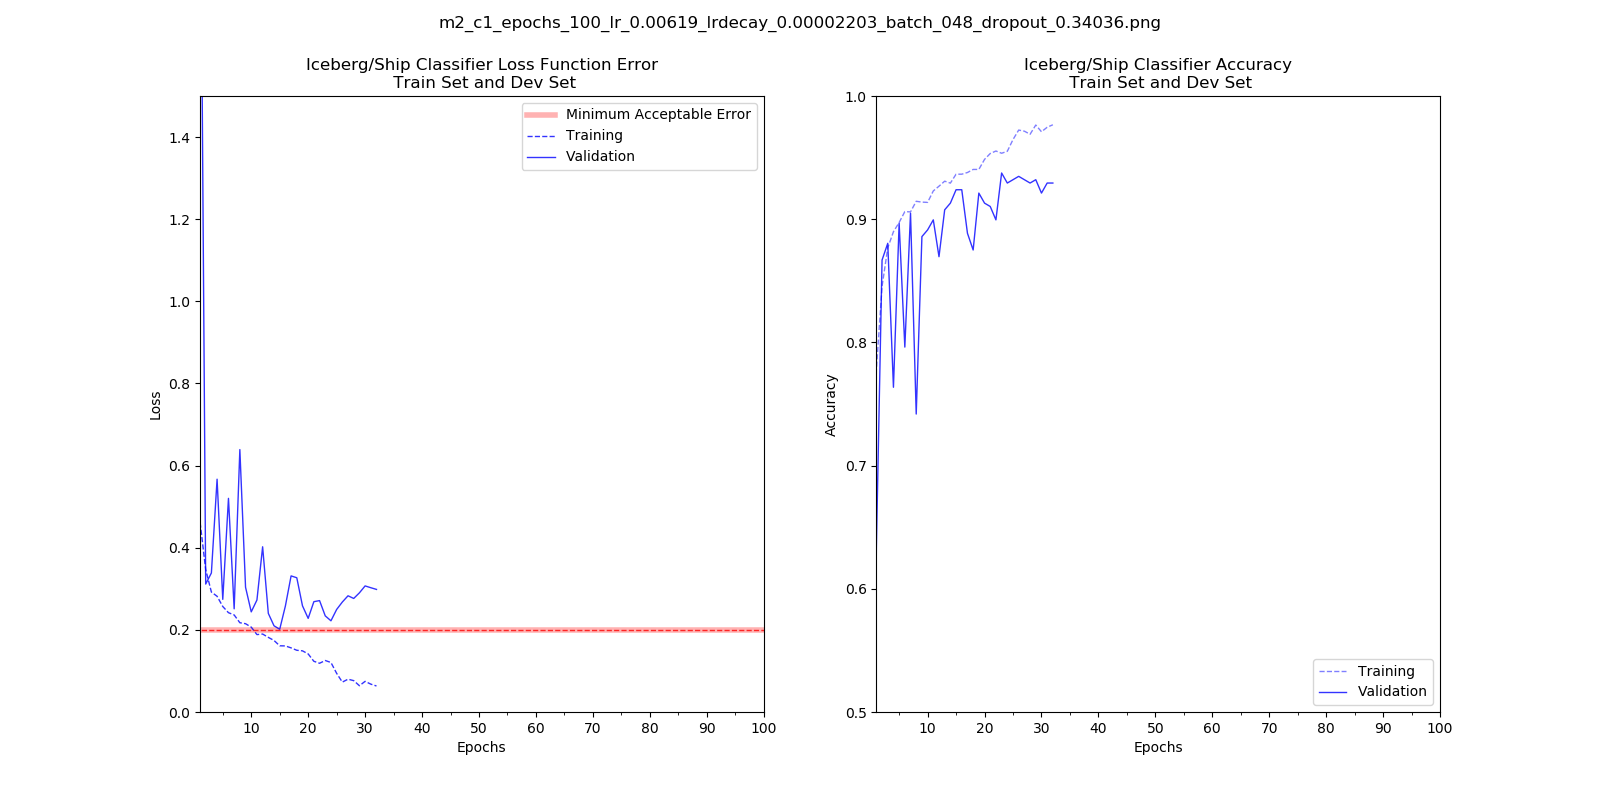 m2_c1_epochs_100_lr_0.00619_lrdecay_0.00002203_batch_048_dropout_0.34036.png
Iceberg/Ship Classifier Loss Function Error
Train Set and Dev Set
Minimum Acceptable Error
Training
Validation
1.4
1.2
1.0
0.8
0.6
0.4
0.2
0.0
Loss
10 20 30 40 50 60 70 80 90 100
Epochs
Iceberg/Ship Classifier Accuracy
Train Set and Dev Set
1.0
0.9
0.8
0.7
0.6
0.5
Accuracy
Training
Validation
10 20 30 40 50 60 70 80 90 100
Epochs